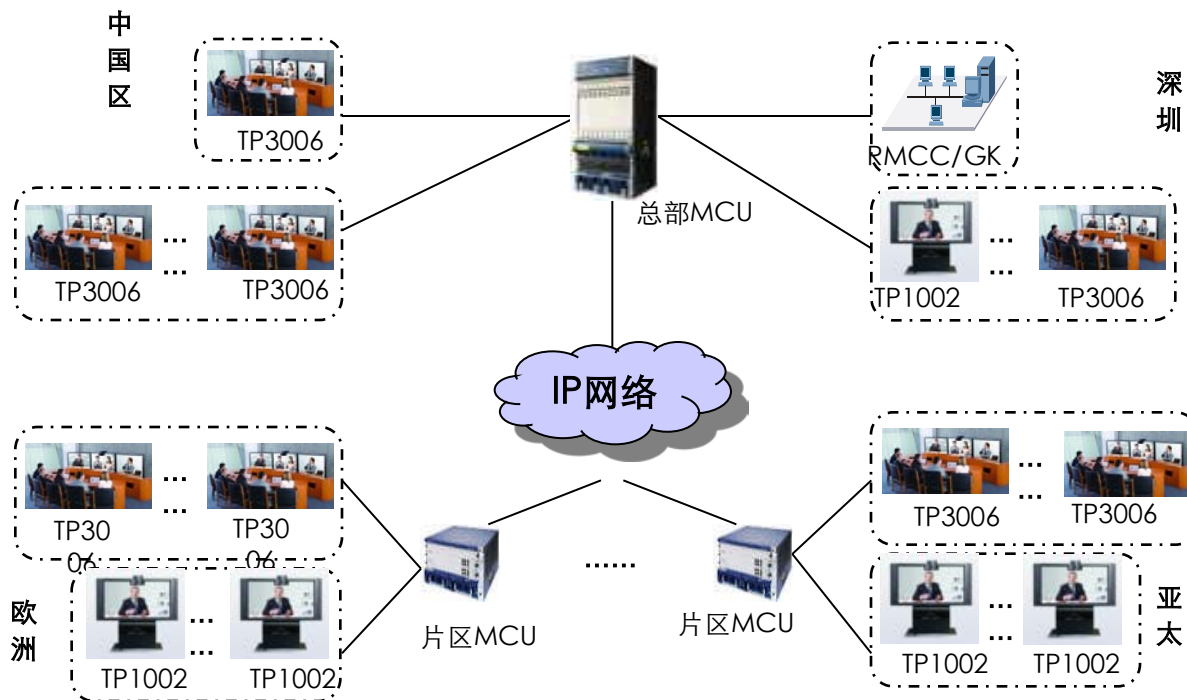 中
国
区
TP3006
TP3006
TP3006
总部MCU
RMCC/GK
深
圳
TP1002
...
...
TP3006
...
...
IP网络
TP30
06
...
...
TP30
06
TP1002
...
...
TP1002
欧
洲
片区MCU
......
片区MCU
TP3006
...
...
TP3006
TP1002
...
...
TP1002
亚
太